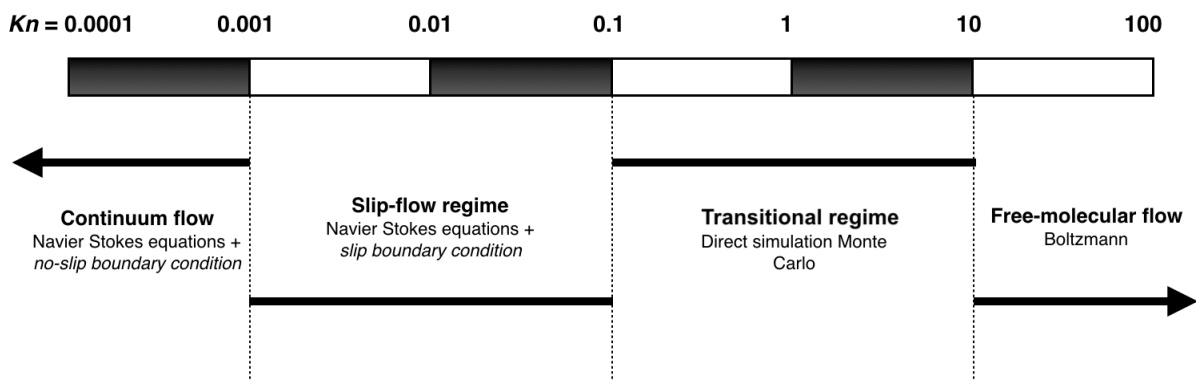 Kn = 0.0001 0.001 0.01 0.1 1 10 100
Continuum flow
Navier Stokes equations +
no-slip boundary condition
Slip-flow regime
Navier Stokes equations +
slip boundary condition
Transitional regime
Direct simulation Monte
Carlo
Free-molecular flow
Boltzmann